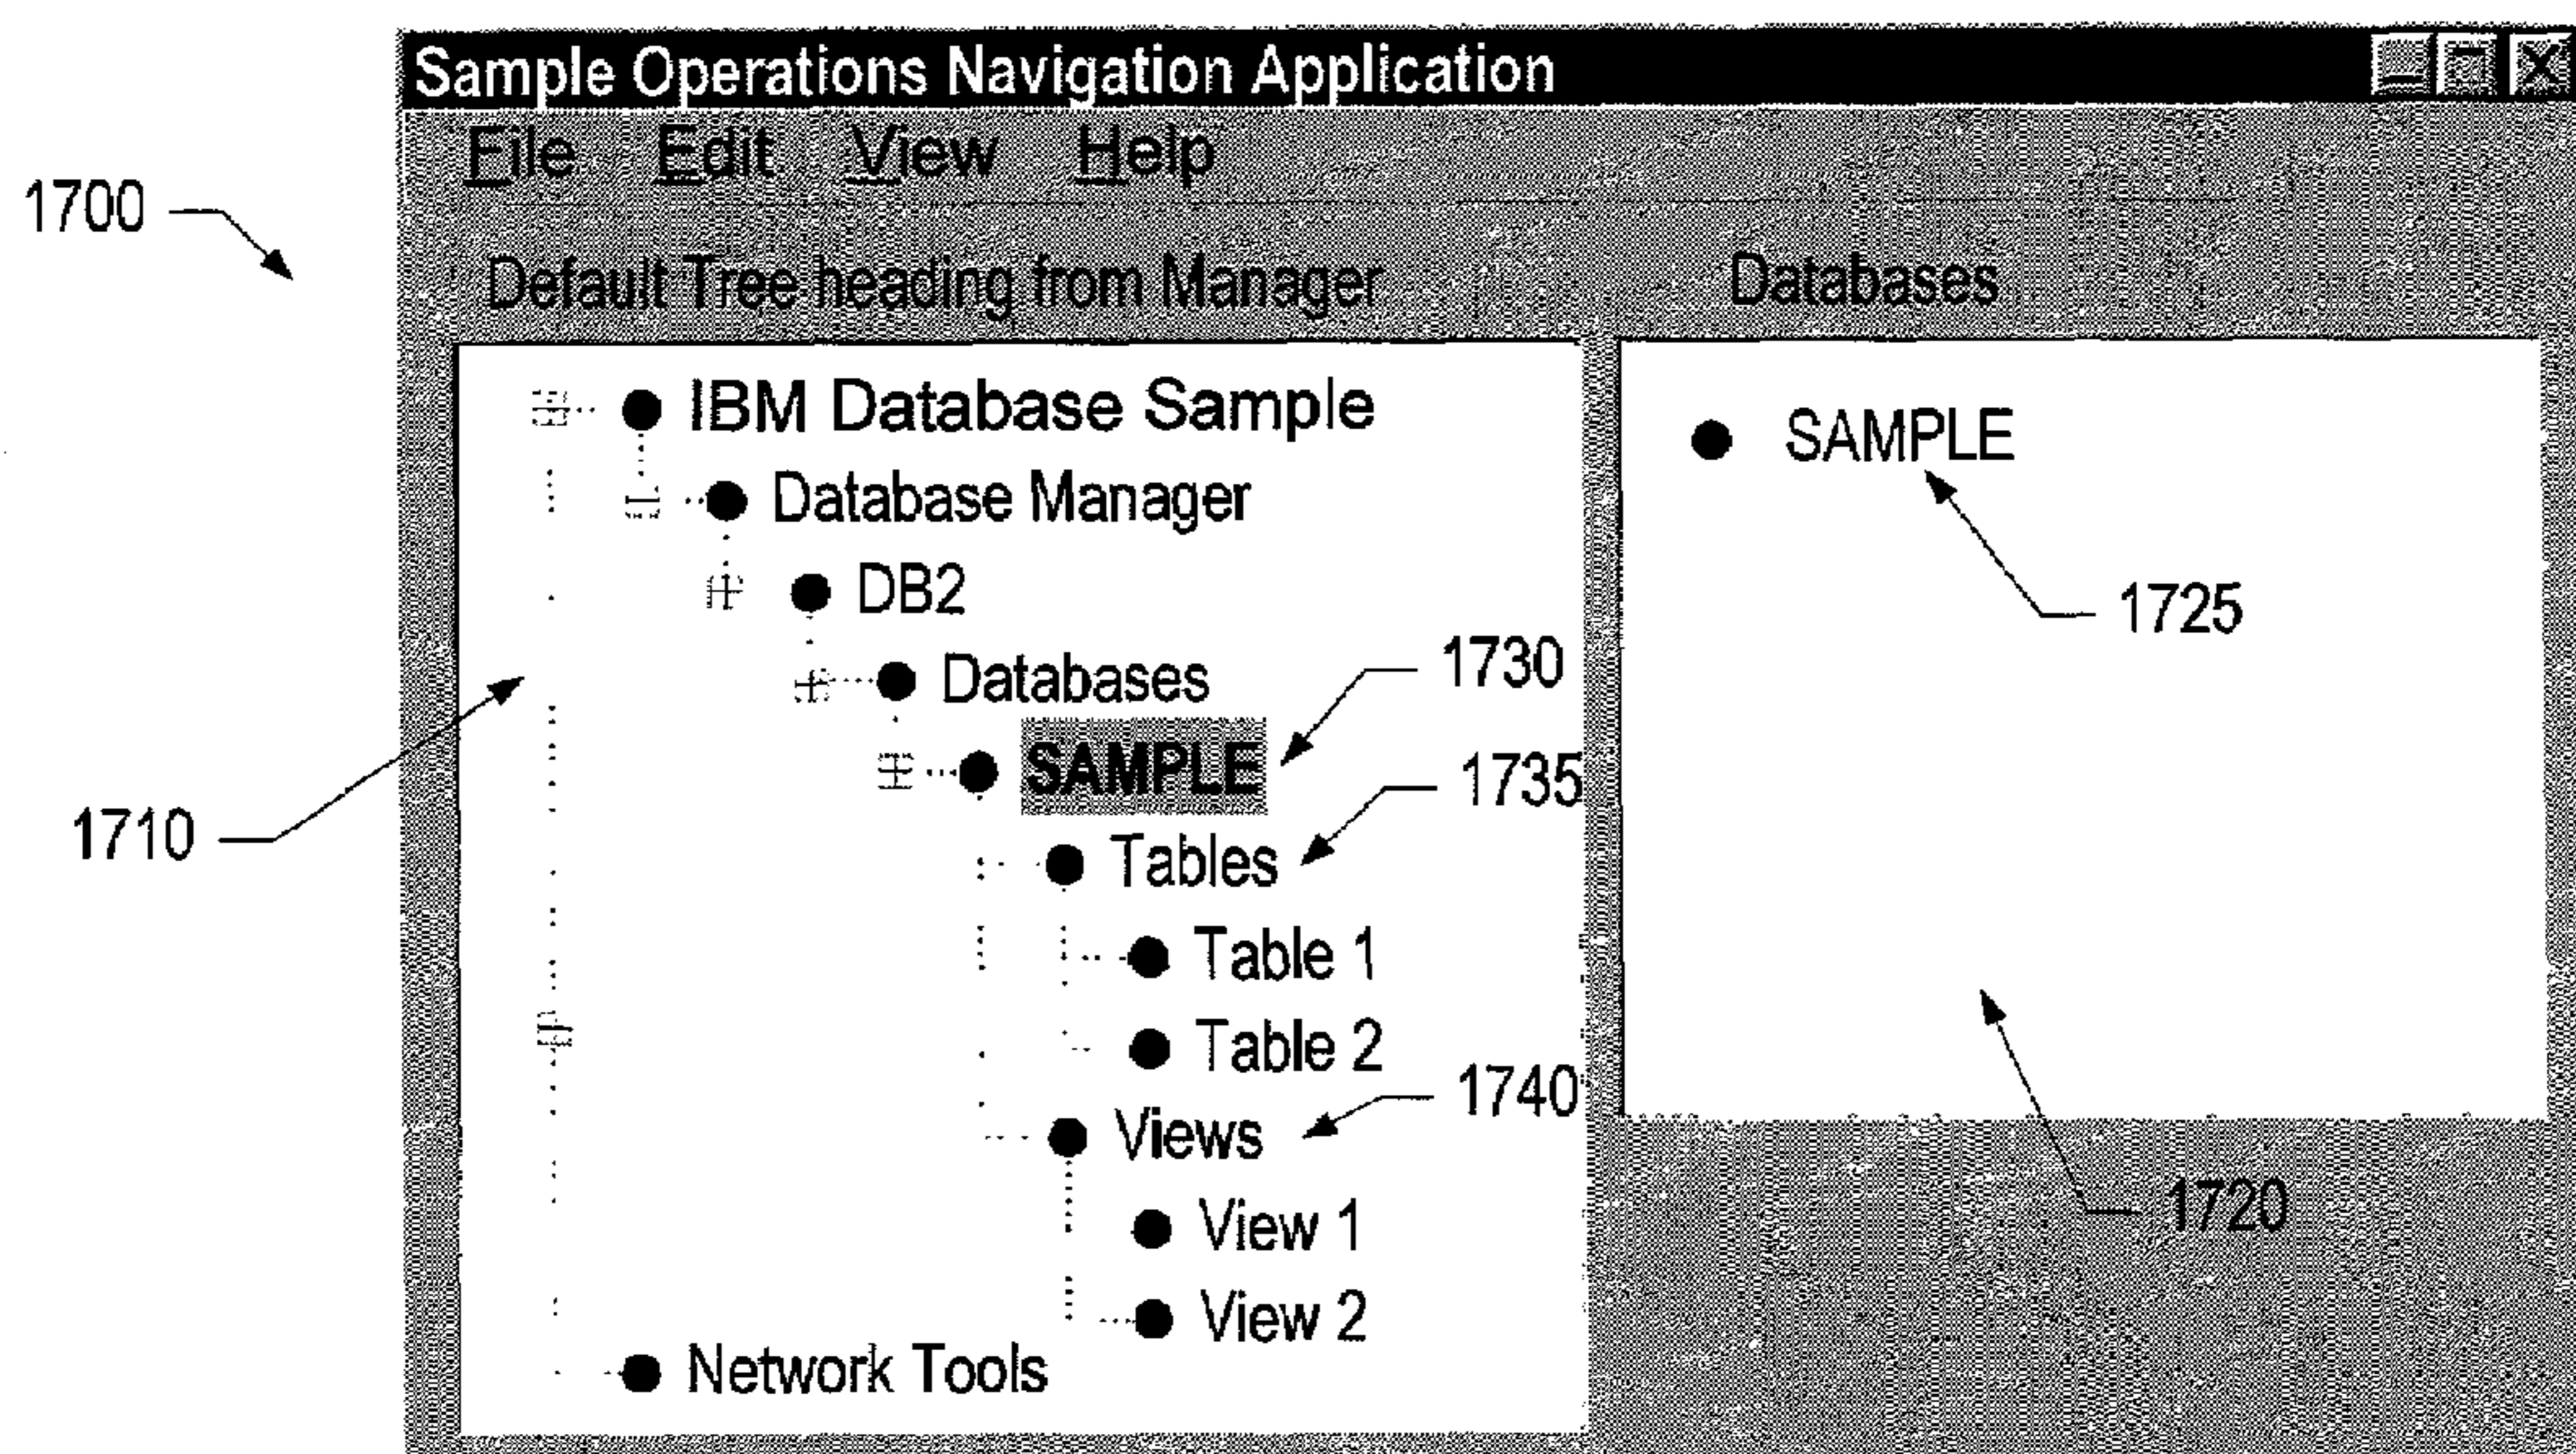 Sample Operations Navigation Application
File Edit View Help
1700
Default Tree heading from Manager
Databases
IBM Database Sample
SAMPLE
Database Manager
DB2
1725
Databases
1730
SAMPLE
1735
1710
Tables
Table 1
Table 2
1740
Views
1720
View 1
View 2
Network Tools